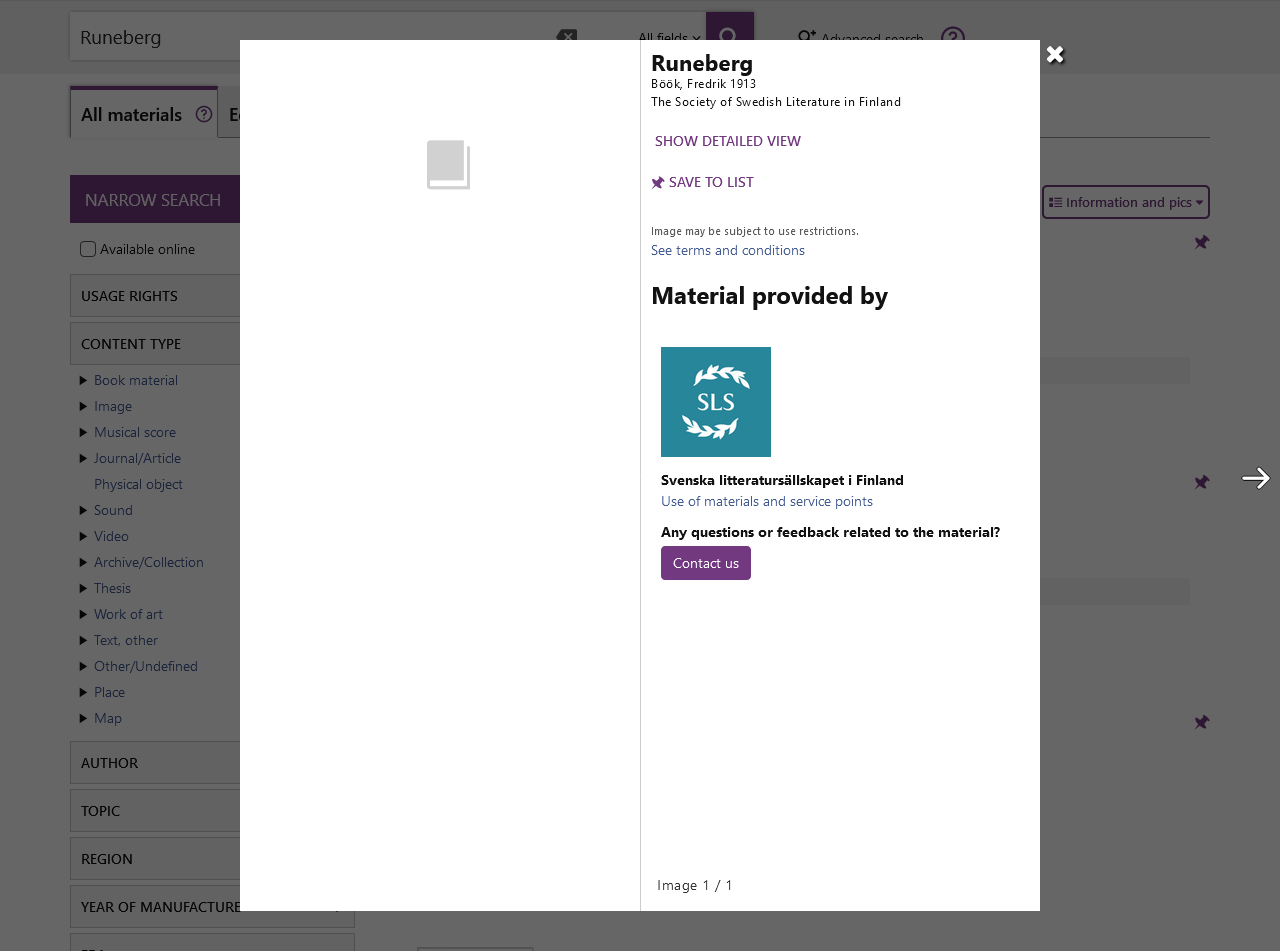 Runeberg
All fields
Advanced search
All materials
NARROW SEARCH
Available online
USAGE RIGHTS
CONTENT TYPE
Book material
Image
Musical score
Journal/Article
Physical object
Sound
Video
Archive/Collection
Thesis
Work of art
Text, other
Other/Undefined
Place
Map
AUTHOR
TOPIC
REGION
YEAR OF MANUFACTURE
Runeberg
Böök, Fredrik 1913
The Society of Swedish Literature in Finland
SHOW DETAILED VIEW
SAVE TO LIST
Image may be subject to use restrictions.
See terms and conditions
Material provided by
SLS
Svenska litteratursällskapet i Finland
Use of materials and service points
Any questions or feedback related to the material?
Contact us
Image 1 / 1
Information and pics